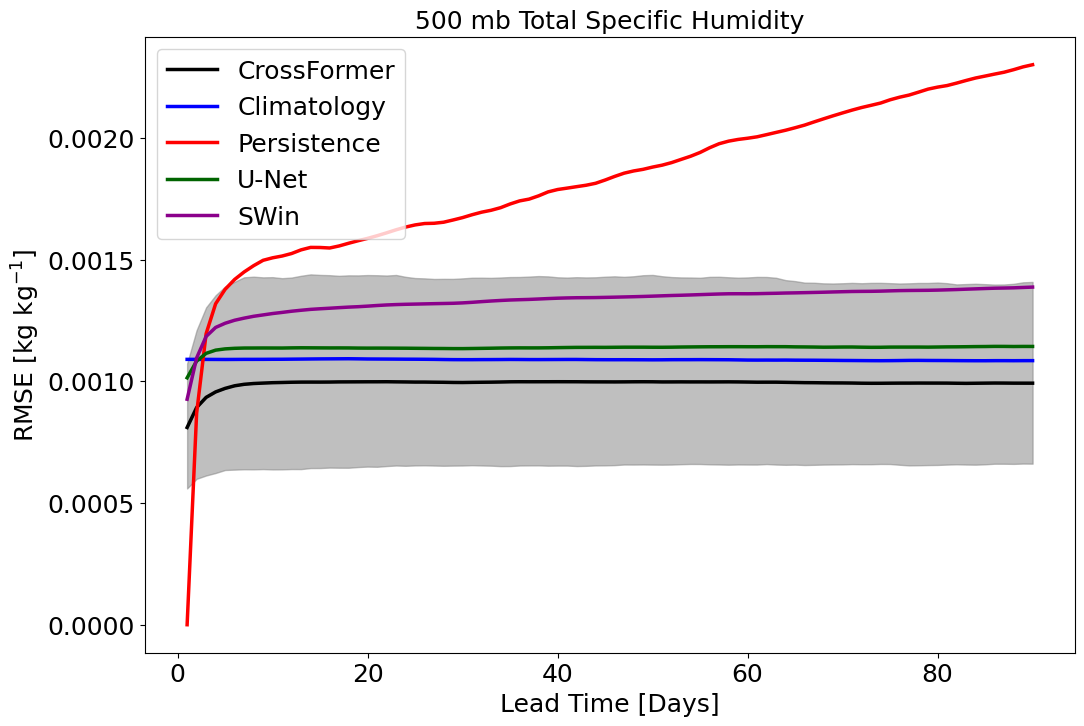 500 mb Total Specific Humidity
CrossFormer
Climatology
Persistence
U-Net
SWin
RMSE [kg kg⁻¹]
0.0020
0.0015
0.0010
0.0005
0.0000
0 20 40 60 80
Lead Time [Days]